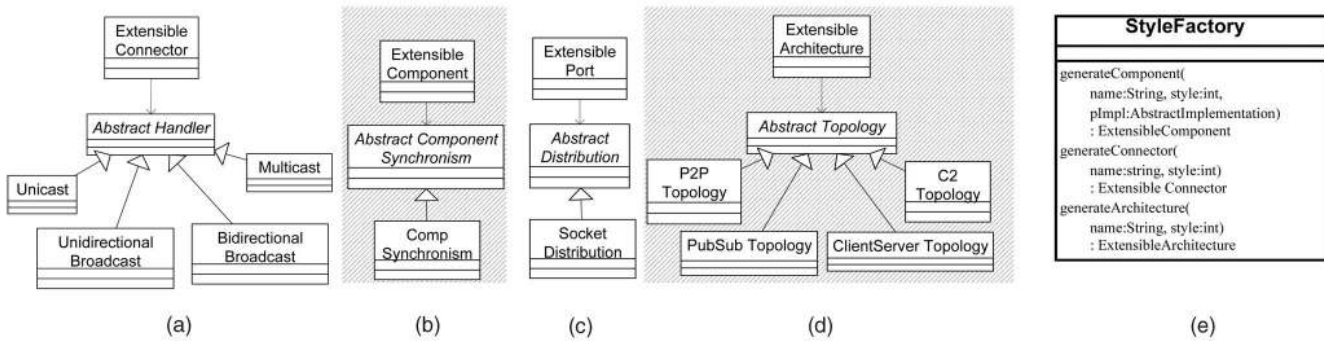 Extensible
Connector
Abstract Handler
Unicast
Multicast
Unidirectional
Broadcast
Bidirectional
Broadcast
(a)
Extensible
Component
Abstract Component
Synchronism
Comp
Synchronism
(b)
Extensible
Port
Abstract
Distribution
Socket
Distribution
(c)
Extensible
Architecture
Abstract Topology
P2P
Topology
C2
Topology
PubSub Topology
ClientServer Topology
(d)
StyleFactory
generateComponent(
name:String, style:int,
pImpl:AbstractImplementation)
: ExtensibleComponent
generateConnector(
name:string, style:int)
: Extensible Connector
generateArchitecture(
name:String, style:int)
: ExtensibleArchitecture
(e)